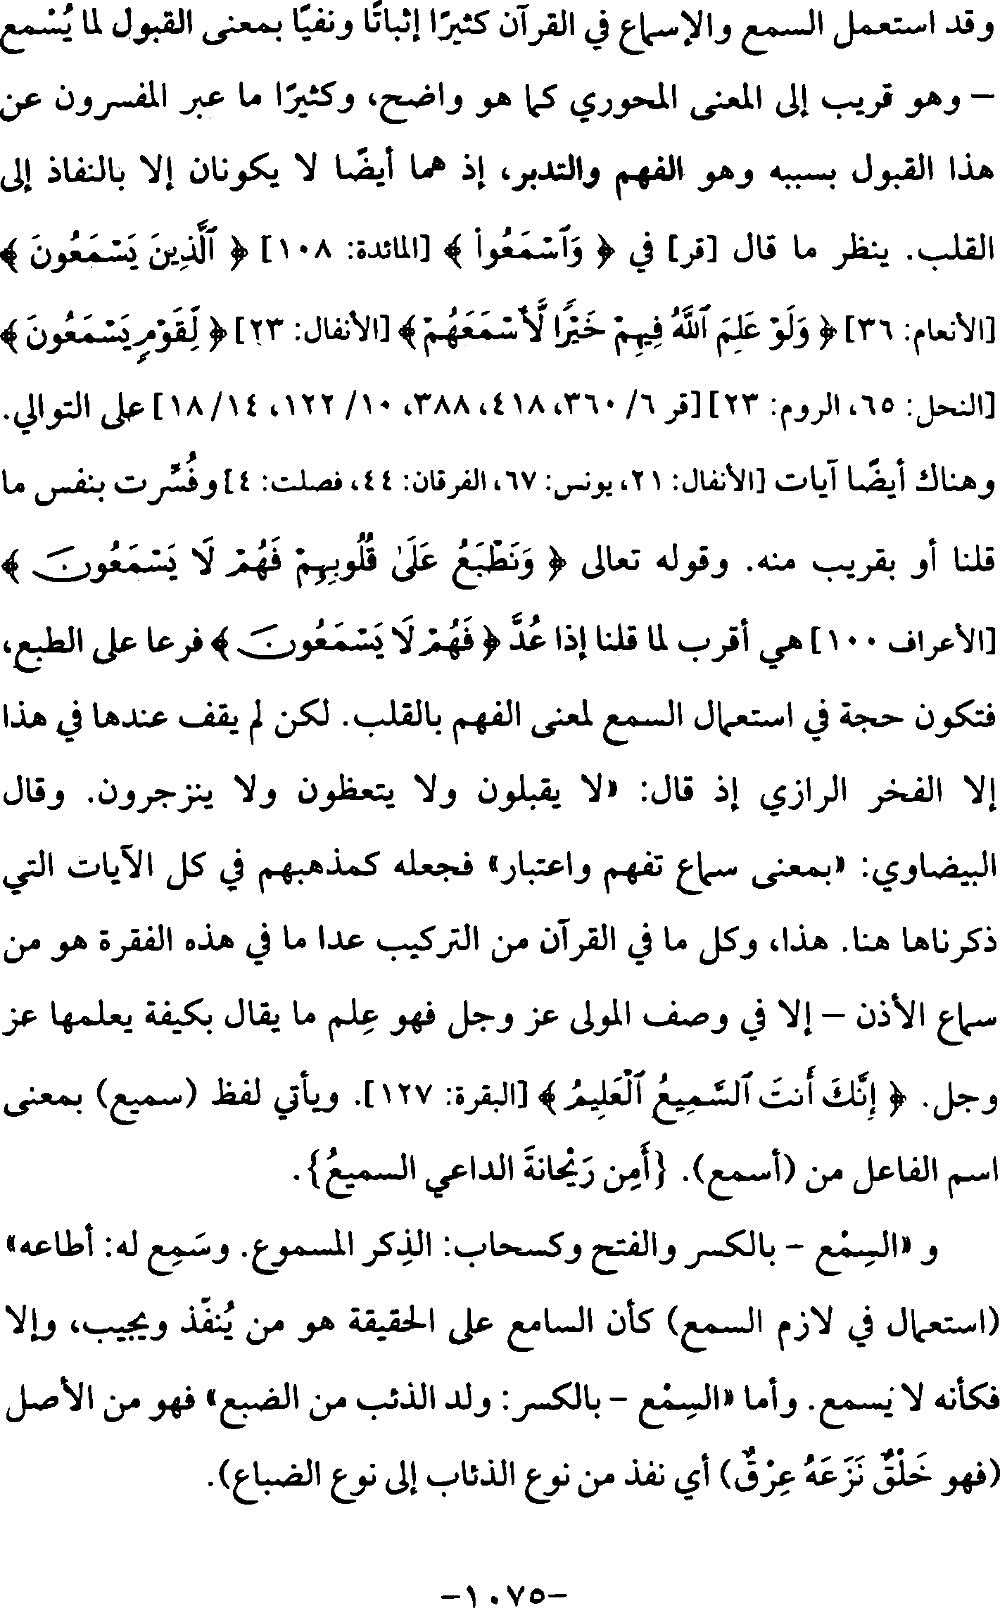 وقد استعمل السمع والإسماع في القرآن كثيرًا إثباتًا ونفيًا بمعنى القبول لما يُسْمع
– وهو قريب إلى المعنى المحوري كما هو واضح، وكثيرًا ما عبر المفسرون عن
هذا القبول بسببه وهو الفهم والتدبر، إذ هما أيضًا لا يكونان إلا بالنفاذ إلى
القلب. ينظر ما قال [قر] في ﴿ وَٱسْمَعُواْ ﴾ [المائدة: ١٠٨] ﴿ ٱلَّذِينَ يَسْمَعُونَ ﴾
[الأنعام: ٣٦] ﴿ وَلَوْ عَلِمَ ٱللَّهُ فِيهِمْ خَيْرًا لَّأَسْمَعَهُمْ ﴾ [الأنفال: ٢٣] ﴿ لِّقَوْمٍ يَسْمَعُونَ ﴾
[النحل: ٦٥، الروم: ٢٣] [قر ٦/ ٣٦٠، ٤١٨، ٣٨٨، ١٠/ ١٢٢، ١٤/ ١٨] على التوالي.
وهناك أيضًا آيات [الأنفال: ٢١، يونس: ٦٧، الفرقان: ٤٤، فصلت: ٤] وفُسِّرت بنفس ما
قلنا أو بقريب منه. وقوله تعالى ﴿ وَنَطْبَعُ عَلَىٰ قُلُوبِهِمْ فَهُمْ لَا يَسْمَعُونَ ﴾
[الأعراف ١٠٠] هي أقرب لما قلنا إذا عُدَّ ﴿ فَهُمْ لَا يَسْمَعُونَ ﴾ فرعا على الطبع،
فتكون حجة في استعمال السمع لمعنى الفهم بالقلب. لكن لم يقف عندها في هذا
إلا الفخر الرازي إذ قال: «لا يقبلون ولا يتعظون ولا ينزجرون. وقال
البيضاوي: «بمعنى سماع تفهم واعتبار» فجعله كمذهبهم في كل الآيات التي
ذكرناها هنا. هذا، وكل ما في القرآن من التركيب عدا ما في هذه الفقرة هو من
سماع الأذن – إلا في وصف المولى عز وجل فهو عِلم ما يقال بكيفة يعلمها عز
وجل. ﴿ إِنَّكَ أَنتَ ٱلسَّمِيعُ ٱلْعَلِيمُ ﴾ [البقرة: ١٢٧]. ويأتي لفظ (سميع) بمعنى
اسم الفاعل من (أسمع). {أَمِن رَيْحانةَ الداعي السميعُ}.
و «السِمْع – بالكسر والفتح وكسحاب: الذِكر المسموع. وسَمِع له: أطاعه»
(استعمال في لازم السمع) كأن السامع على الحقيقة هو من يُنفّذ ويجيب، وإلا
فكأنه لا يسمع. وأما «السِمْع – بالكسر: ولد الذئب من الضبع» فهو من الأصل
(فهو خَلْقٌ نَزَعَهُ عِرْقٌ) أي نفذ من نوع الذئاب إلى نوع الضباع).
–١٠٧٥–